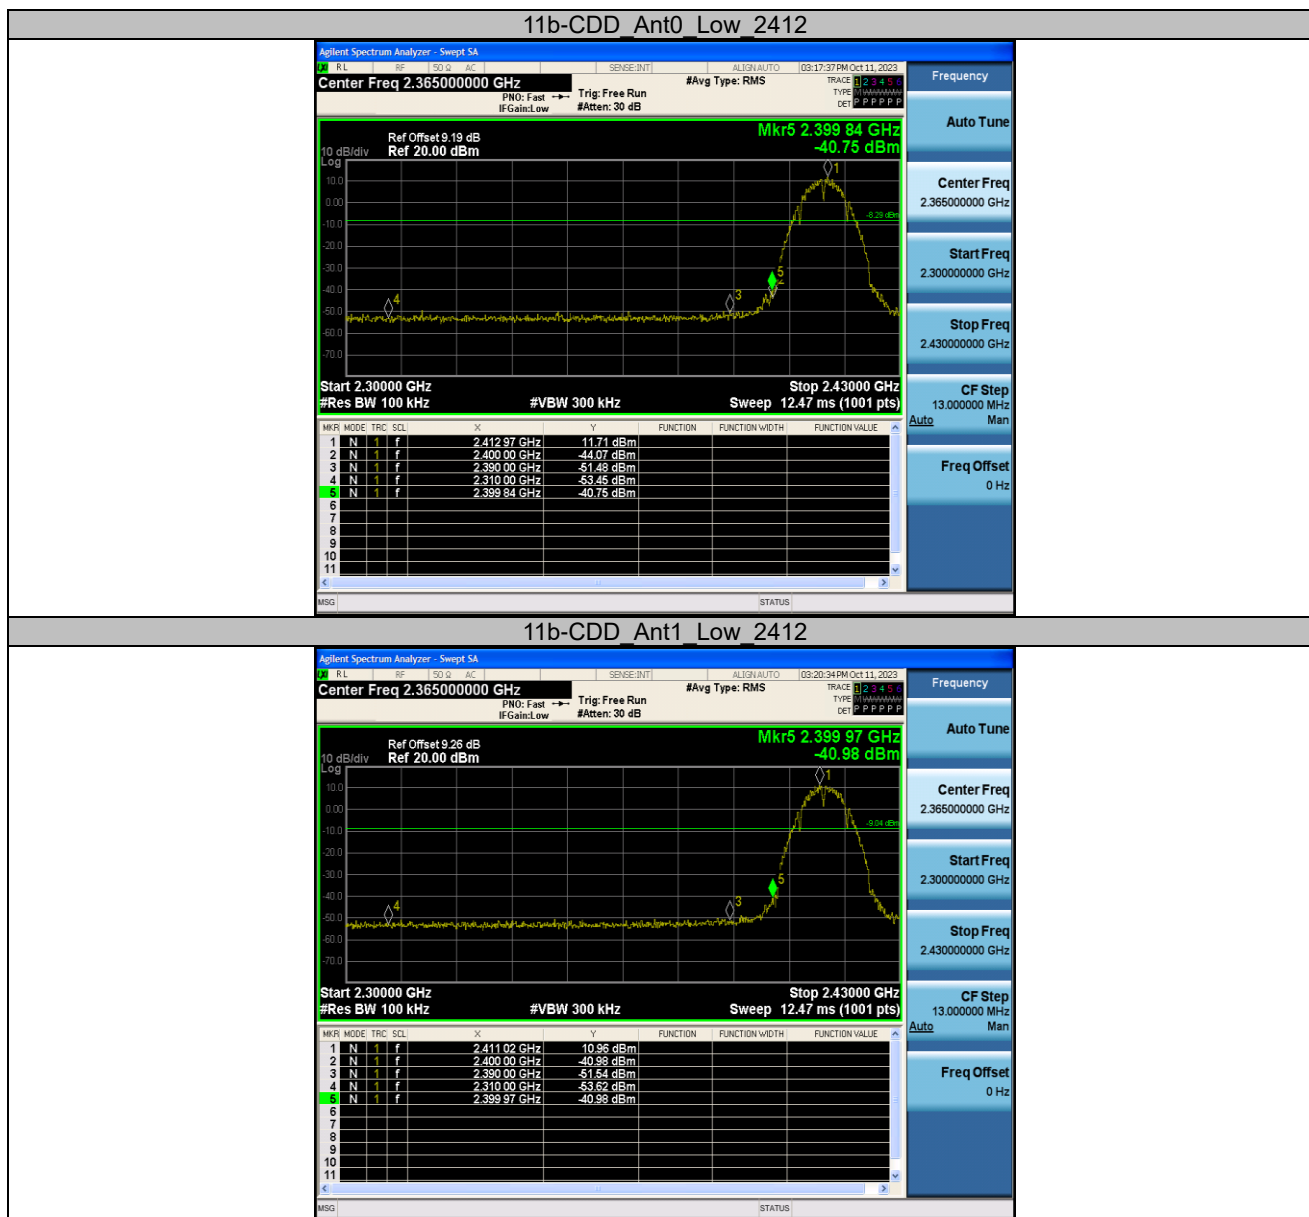 11b-CDD_Ant0_Low_2412
Agilent Spectrum Analyzer - Swept SA
LXI RL RF 50 Ω AC SENSE:INT ALIGN AUTO 03:17:37 PM Oct 11, 2023
Center Freq 2.365000000 GHz #Avg Type: RMS TRACE 1 2 3 4 5 6
PNO: Fast Trig: Free Run TYPE M W W W W W
IFGain:Low #Atten: 30 dB DET P P P P P P
Frequency
Auto Tune
Center Freq
2.365000000 GHz
Start Freq
2.300000000 GHz
Stop Freq
2.430000000 GHz
CF Step
13.000000 MHz
Auto Man
Freq Offset
0 Hz
Mkr5 2.399 84 GHz
Ref Offset 9.19 dB
10 dB/div Ref 20.00 dBm -40.75 dBm
Log
10.0
0.00
-10.0
-20.0
-30.0
-40.0
-50.0
-60.0
-70.0
1
-8.29 dBm
5
2
3
4
Start 2.30000 GHz Stop 2.43000 GHz
#Res BW 100 kHz #VBW 300 kHz Sweep 12.47 ms (1001 pts)
MKR MODE TRC SCL X Y FUNCTION FUNCTION WIDTH FUNCTION VALUE
1 N 1 f 2.412 97 GHz 11.71 dBm
2 N 1 f 2.400 00 GHz -44.07 dBm
3 N 1 f 2.390 00 GHz -51.48 dBm
4 N 1 f 2.310 00 GHz -53.45 dBm
5 N 1 f 2.399 84 GHz -40.75 dBm
6
7
8
9
10
11
MSG STATUS
11b-CDD_Ant1_Low_2412
Agilent Spectrum Analyzer - Swept SA
LXI RL RF 50 Ω AC SENSE:INT ALIGN AUTO 03:20:34 PM Oct 11, 2023
Center Freq 2.365000000 GHz #Avg Type: RMS TRACE 1 2 3 4 5 6
PNO: Fast Trig: Free Run TYPE M W W W W W
IFGain:Low #Atten: 30 dB DET P P P P P P
Frequency
Auto Tune
Center Freq
2.365000000 GHz
Start Freq
2.300000000 GHz
Stop Freq
2.430000000 GHz
CF Step
13.000000 MHz
Auto Man
Freq Offset
0 Hz
Mkr5 2.399 97 GHz
Ref Offset 9.26 dB
10 dB/div Ref 20.00 dBm -40.98 dBm
Log
10.0
0.00
-10.0
-20.0
-30.0
-40.0
-50.0
-60.0
-70.0
1
-9.04 dBm
5
3
4
Start 2.30000 GHz Stop 2.43000 GHz
#Res BW 100 kHz #VBW 300 kHz Sweep 12.47 ms (1001 pts)
MKR MODE TRC SCL X Y FUNCTION FUNCTION WIDTH FUNCTION VALUE
1 N 1 f 2.411 02 GHz 10.96 dBm
2 N 1 f 2.400 00 GHz -40.98 dBm
3 N 1 f 2.390 00 GHz -51.54 dBm
4 N 1 f 2.310 00 GHz -53.62 dBm
5 N 1 f 2.399 97 GHz -40.98 dBm
6
7
8
9
10
11
MSG STATUS